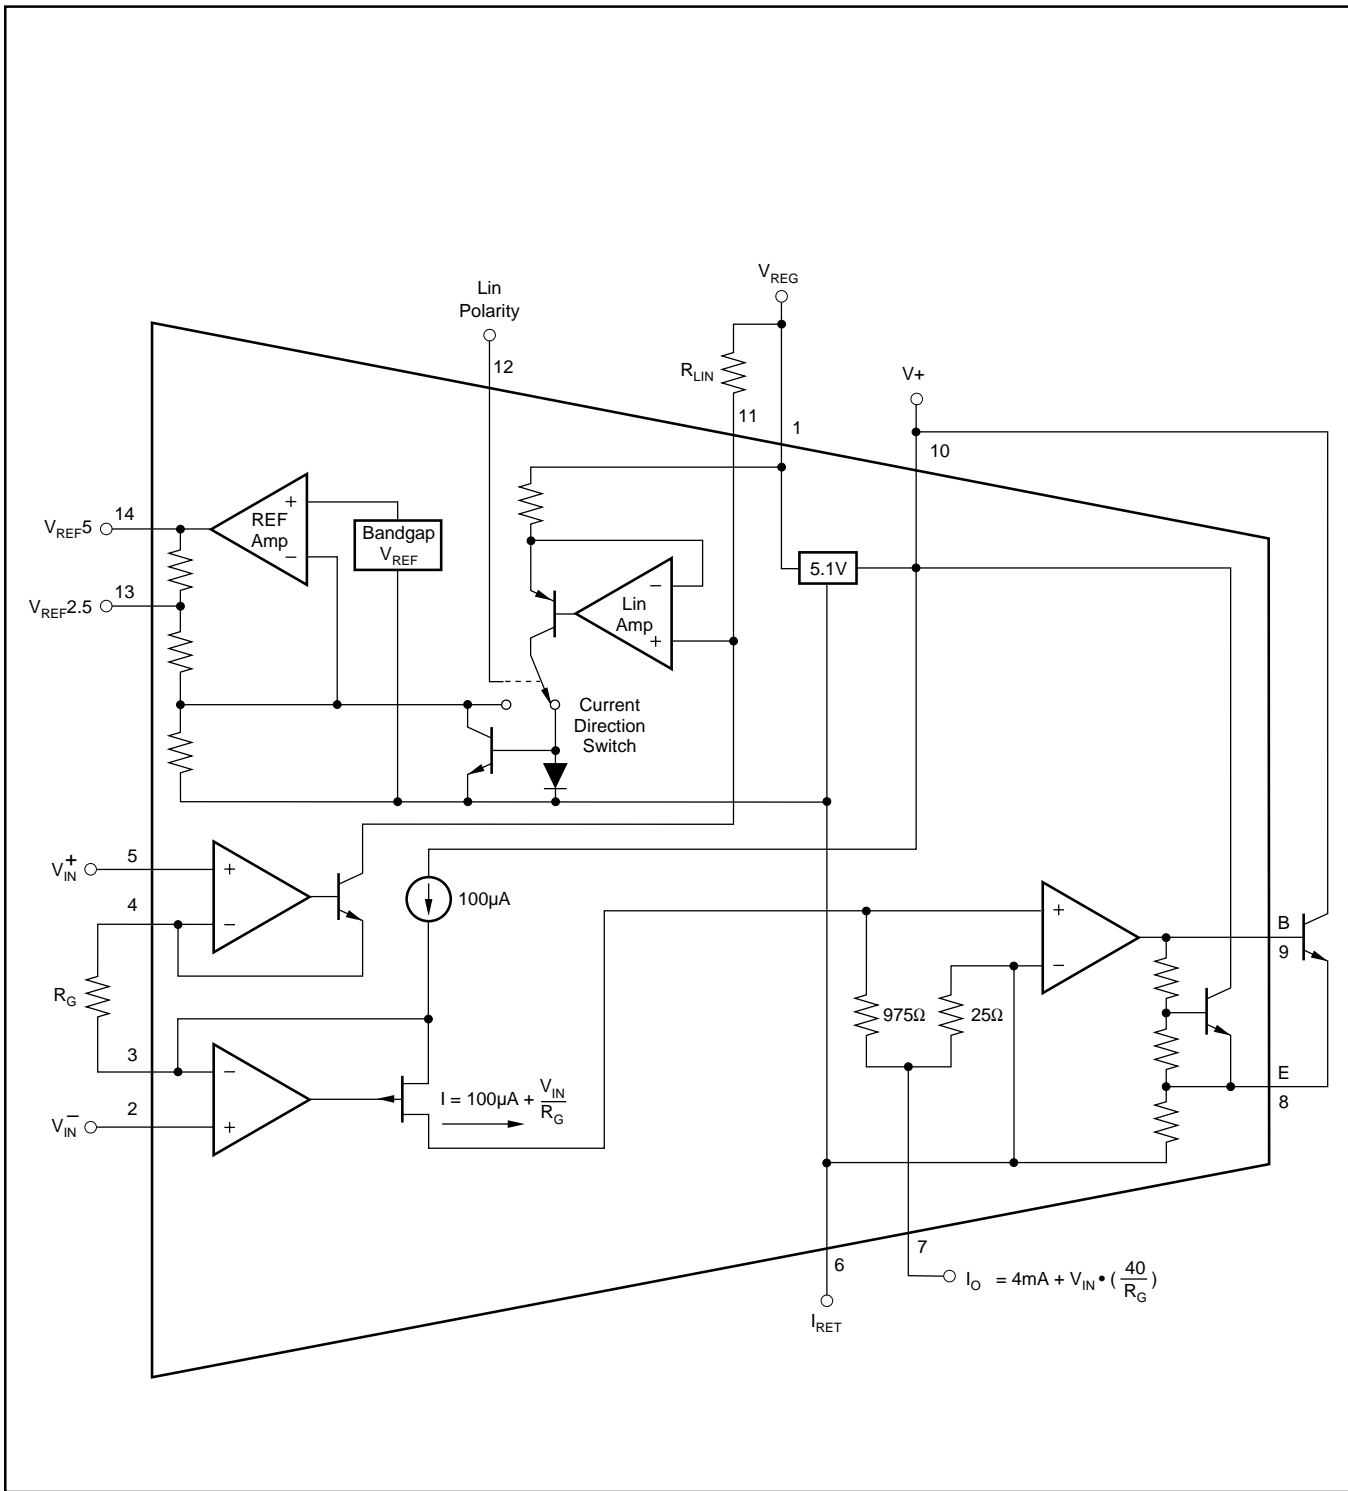 V_REG
Lin
Polarity
12
R_LIN
V+
11
1
10
V_REF5
14
REF
Amp
+
−
Bandgap
V_REF
5.1V
−
Lin
Amp
+
13
V_REF2.5
Current
Direction
Switch
V_IN^+
5
+
4
−
100µA
+
B
9
−
R_G
975Ω
25Ω
3
−
E
8
I = 100µA + V_IN/R_G
2
V_IN^−
+
7
6
I_O = 4mA + V_IN • (40/R_G)
I_RET